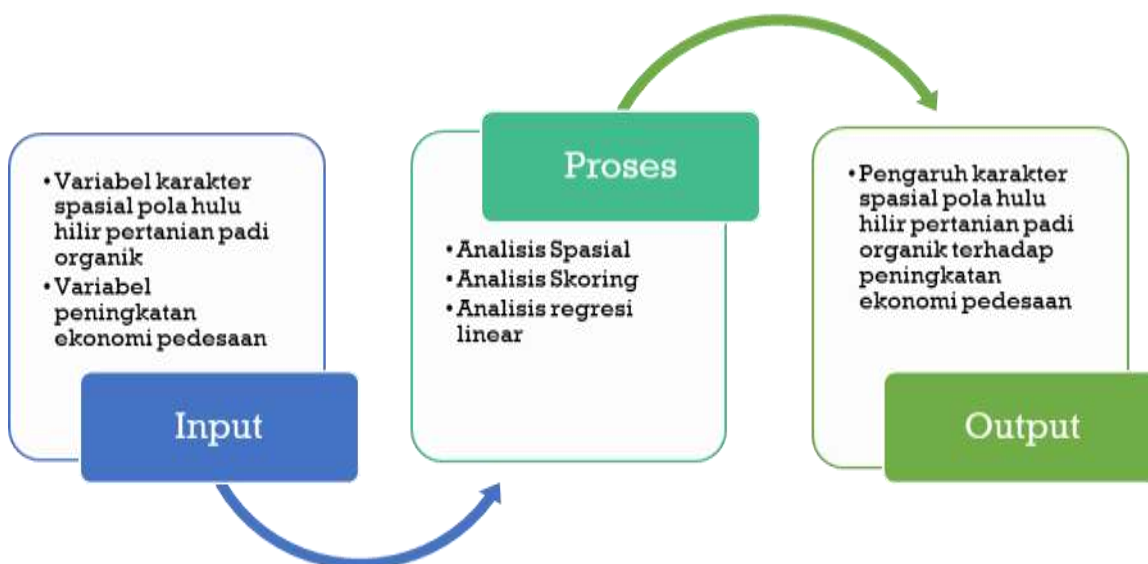 • Variabel karakter
spasial pola hulu
hilir pertanian padi
organik
• Variabel
peningkatan
ekonomi pedesaan
Input
Proses
• Analisis Spasial
• Analisis Skoring
• Analisis regresi
linear
• Pengaruh karakter
spasial pola hulu
hilir pertanian padi
organik terhadap
peningkatan
ekonomi pedesaan
Output